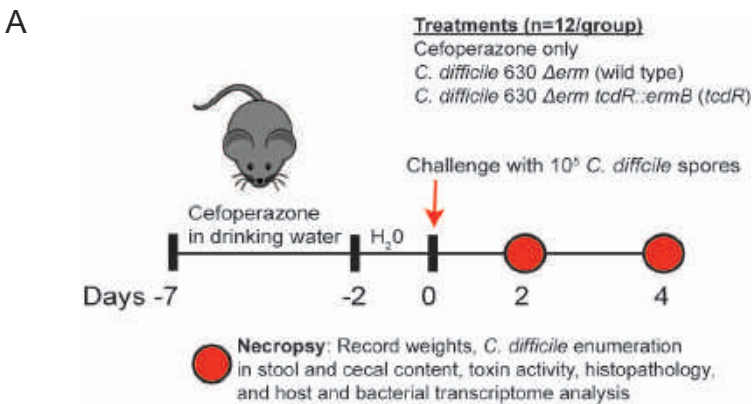 A
Treatments (n=12/group)
Cefoperazone only
C. difficile 630 Δerm (wild type)
C. difficile 630 Δerm tcdR::ermB (tcdR)
Challenge with 10⁵ C. diffcile spores
Cefoperazone
in drinking water
H₂0
Days -7
-2
0
2
4
Necropsy: Record weights, C. difficile enumeration
in stool and cecal content, toxin activity, histopathology,
and host and bacterial transcriptome analysis